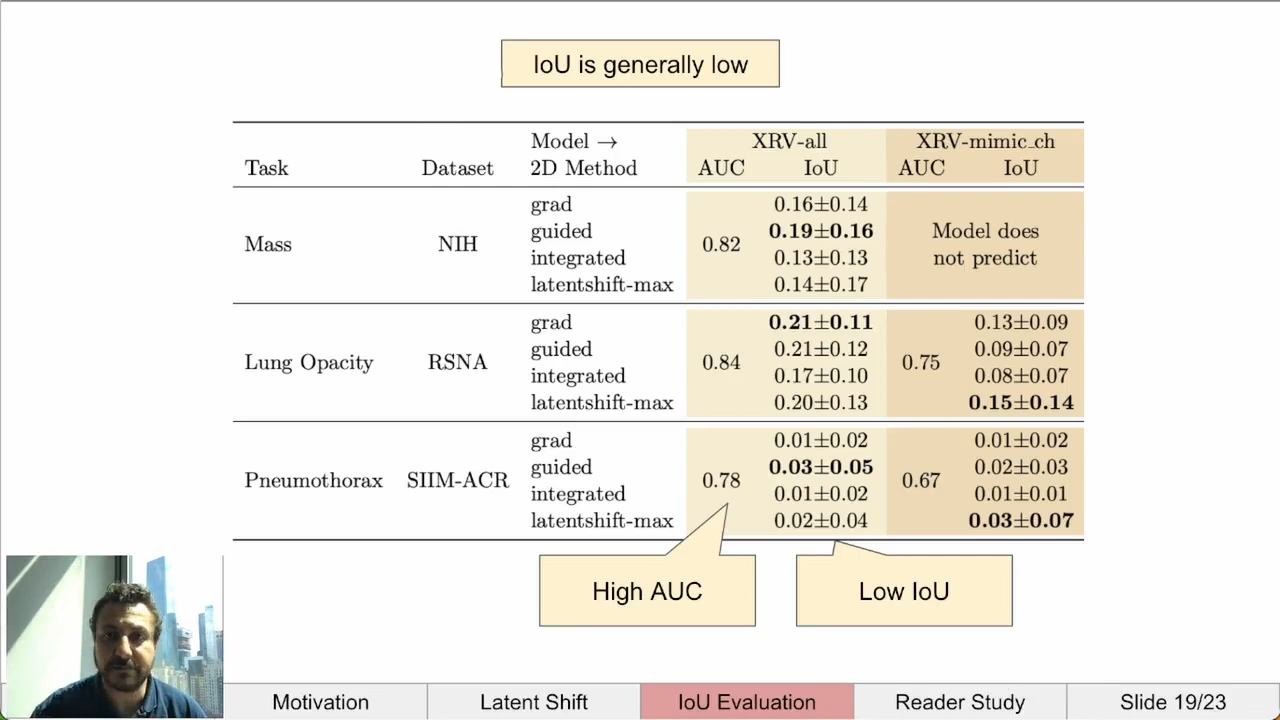 IoU is generally low
Model → XRV-all XRV-mimic_ch
Task Dataset 2D Method AUC IoU AUC IoU
Mass NIH 0.82 Model does not predict
grad 0.16±0.14
guided 0.19±0.16
integrated 0.13±0.13
latentshift-max 0.14±0.17
Lung Opacity RSNA 0.84 0.75
grad 0.21±0.11 0.13±0.09
guided 0.21±0.12 0.09±0.07
integrated 0.17±0.10 0.08±0.07
latentshift-max 0.20±0.13 0.15±0.14
Pneumothorax SIIM-ACR 0.78 0.67
grad 0.01±0.02 0.01±0.02
guided 0.03±0.05 0.02±0.03
integrated 0.01±0.02 0.01±0.01
latentshift-max 0.02±0.04 0.03±0.07
High AUC
Low IoU
Motivation Latent Shift IoU Evaluation Reader Study Slide 19/23